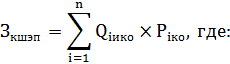 З_кшэп = ∑_{i=1}^{n} Q_iико × P_iко, где: